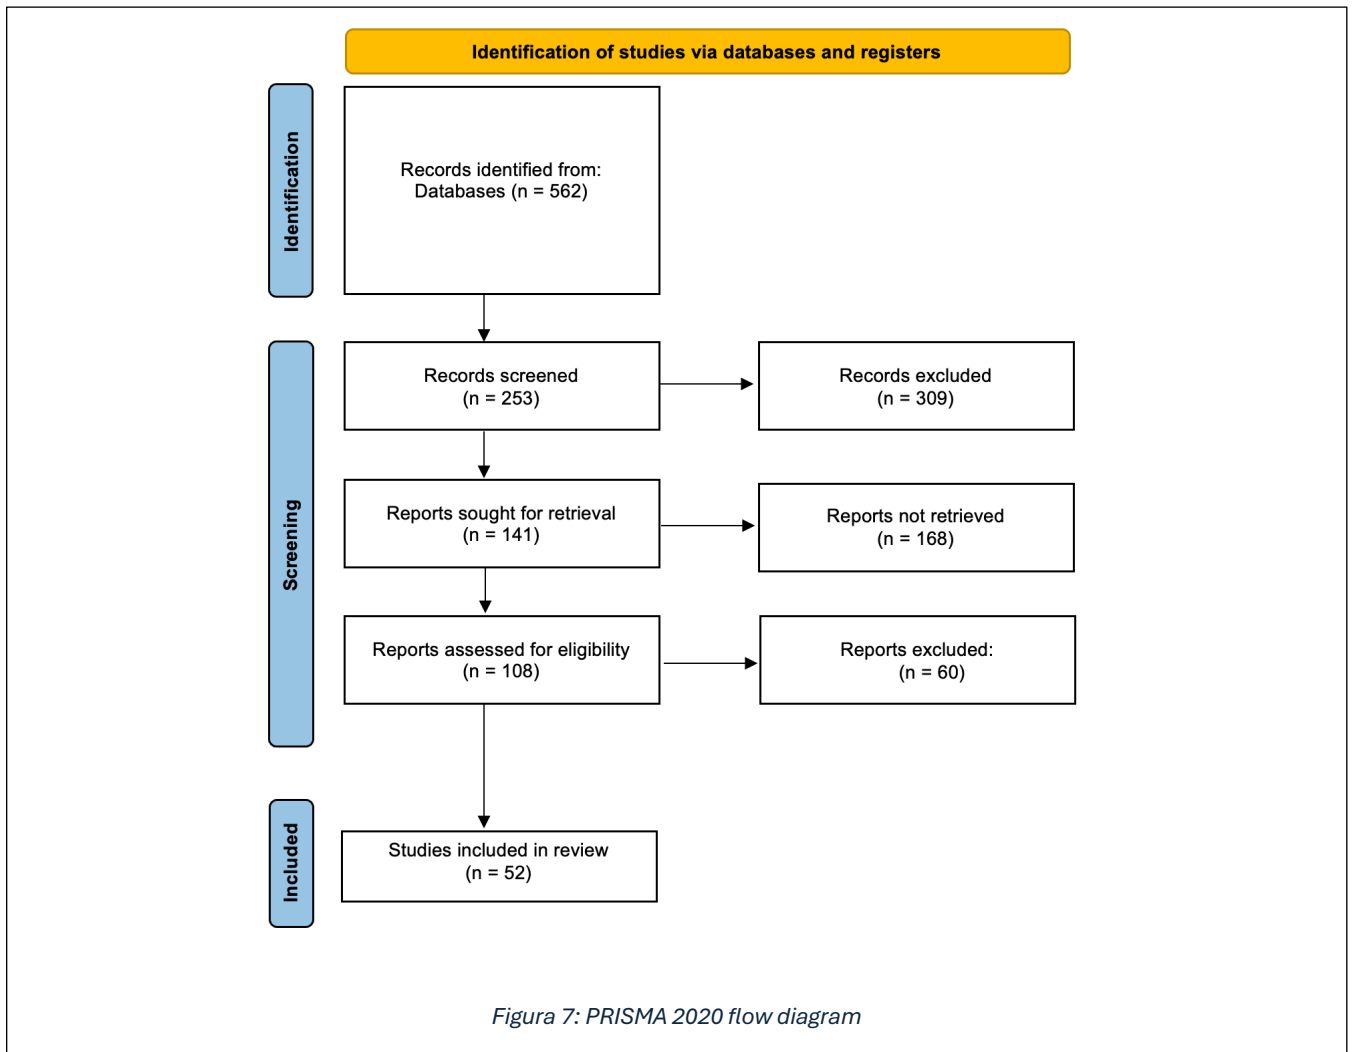 Identification of studies via databases and registers
Identification
Records identified from:
Databases (n = 562)
Screening
Records screened
(n = 253)
Records excluded
(n = 309)
Reports sought for retrieval
(n = 141)
Reports not retrieved
(n = 168)
Reports assessed for eligibility
(n = 108)
Reports excluded:
(n = 60)
Included
Studies included in review
(n = 52)
Figura 7: PRISMA 2020 flow diagram